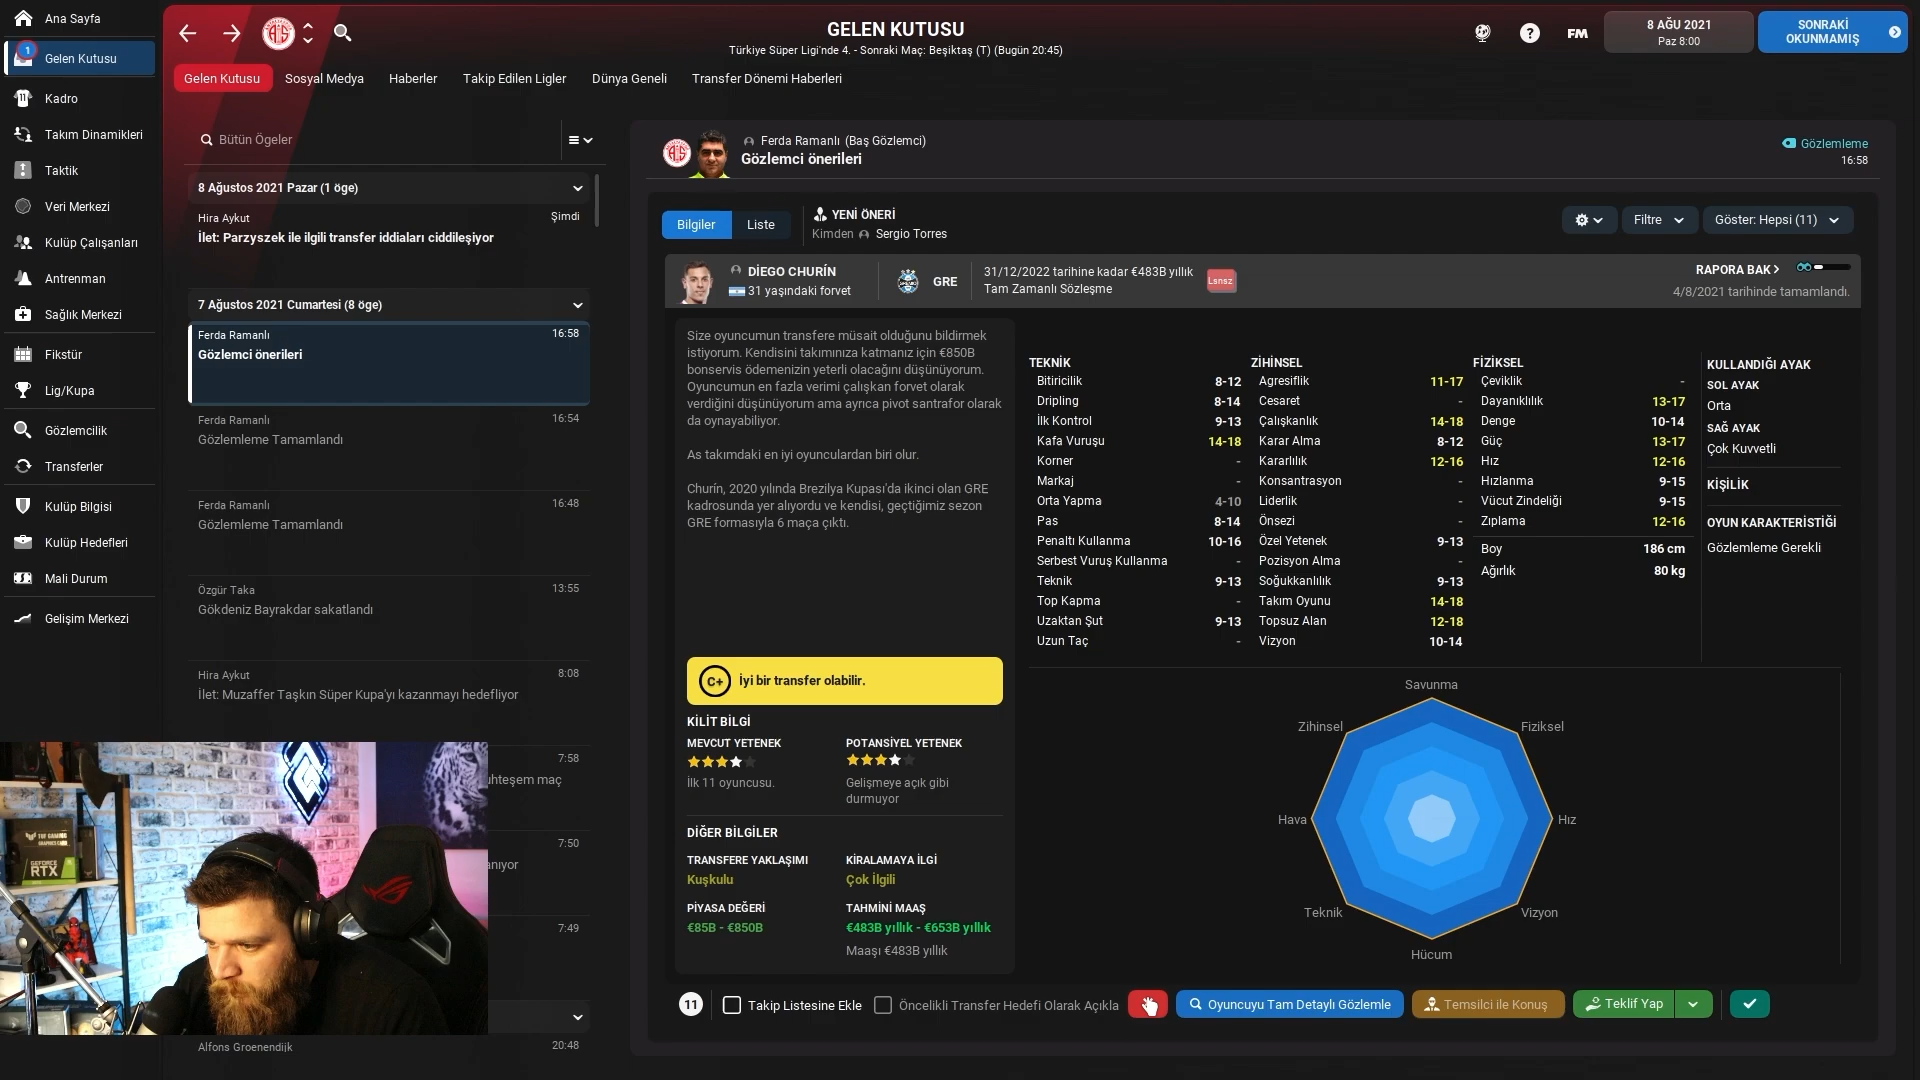 Ana Sayfa
1
Gelen Kutusu
Kadro
Takım Dinamikleri
Taktik
Veri Merkezi
Kulüp Çalışanları
Antrenman
Sağlık Merkezi
Fikstür
Lig/Kupa
Gözlemcilik
Transferler
Kulüp Bilgisi
Kulüp Hedefleri
Mali Durum
Gelişim Merkezi
GELEN KUTUSU
Türkiye Süper Ligi'nde 4. - Sonraki Maç: Beşiktaş (T) (Bugün 20:45)
FM
8 AĞU 2021
Paz 8:00
SONRAKİ
OKUNMAMIŞ
Gelen Kutusu Sosyal Medya Haberler Takip Edilen Ligler Dünya Geneli Transfer Dönemi Haberleri
Bütün Ögeler
8 Ağustos 2021 Pazar (1 öge)
Hira Aykut Şimdi
İlet: Parzyszek ile ilgili transfer iddiaları ciddileşiyor
7 Ağustos 2021 Cumartesi (8 öge)
Ferda Ramanlı 16:58
Gözlemci önerileri
Ferda Ramanlı 16:54
Gözlemleme Tamamlandı
Ferda Ramanlı 16:48
Gözlemleme Tamamlandı
Özgür Taka 13:55
Gökdeniz Bayrakdar sakatlandı
Hira Aykut 8:08
İlet: Muzaffer Taşkın Süper Kupa'yı kazanmayı hedefliyor
7:58
uhteşem maç
7:50
anıyor
7:49
Alfons Groenendijk 20:48
TUF GAMING
GEFORCE
RTX
Ferda Ramanlı (Baş Gözlemci)
Gözlemci önerileri
Gözlemleme
16:58
Bilgiler Liste
YENİ ÖNERİ
Kimden Sergio Torres
Filtre
Göster: Hepsi (11)
DİEGO CHURÍN
31 yaşındaki forvet
GRE
31/12/2022 tarihine kadar €483B yıllık
Tam Zamanlı Sözleşme
Lsnsz
RAPORA BAK
4/8/2021 tarihinde tamamlandı.
Size oyuncumun transfere müsait olduğunu bildirmek
istiyorum. Kendisini takımınıza katmanız için €850B
bonservis ödemenizin yeterli olacağını düşünüyorum.
Oyuncumun en fazla verimi çalışkan forvet olarak
verdiğini düşünüyorum ama ayrıca pivot santrafor olarak
da oynayabiliyor.
As takımdaki en iyi oyunculardan biri olur.
Churín, 2020 yılında Brezilya Kupası'da ikinci olan GRE
kadrosunda yer alıyordu ve kendisi, geçtiğimiz sezon
GRE formasıyla 6 maça çıktı.
C+ İyi bir transfer olabilir.
KİLİT BİLGİ
MEVCUT YETENEK POTANSİYEL YETENEK
İlk 11 oyuncusu. Gelişmeye açık gibi
durmuyor
DİĞER BİLGİLER
TRANSFERE YAKLAŞIMI KİRALAMAYA İLGİ
Kuşkulu Çok İlgili
PİYASA DEĞERİ TAHMİNİ MAAŞ
€85B - €850B €483B yıllık - €653B yıllık
Maaşı €483B yıllık
TEKNİK
Bitiricilik 8-12
Dripling 8-14
İlk Kontrol 9-13
Kafa Vuruşu 14-18
Korner -
Markaj -
Orta Yapma 4-10
Pas 8-14
Penaltı Kullanma 10-16
Serbest Vuruş Kullanma -
Teknik 9-13
Top Kapma -
Uzaktan Şut 9-13
Uzun Taç -
ZİHİNSEL
Agresiflik 11-17
Cesaret -
Çalışkanlık 14-18
Karar Alma 8-12
Kararlılık 12-16
Konsantrasyon -
Liderlik -
Önsezi -
Özel Yetenek 9-13
Pozisyon Alma -
Soğukkanlılık 9-13
Takım Oyunu 14-18
Topsuz Alan 12-18
Vizyon 10-14
FİZİKSEL
Çeviklik -
Dayanıklılık 13-17
Denge 10-14
Güç 13-17
Hız 12-16
Hızlanma 9-15
Vücut Zindeliği 9-15
Zıplama 12-16
Boy 186 cm
Ağırlık 80 kg
KULLANDIĞI AYAK
SOL AYAK
Orta
SAĞ AYAK
Çok Kuvvetli
KİŞİLİK
OYUN KARAKTERİSTİĞİ
Gözlemleme Gerekli
Savunma
Zihinsel Fiziksel
Hava Hız
Teknik Vizyon
Hücum
11 Takip Listesine Ekle Öncelikli Transfer Hedefi Olarak Açıkla Oyuncuyu Tam Detaylı Gözlemle Temsilci ile Konuş Teklif Yap